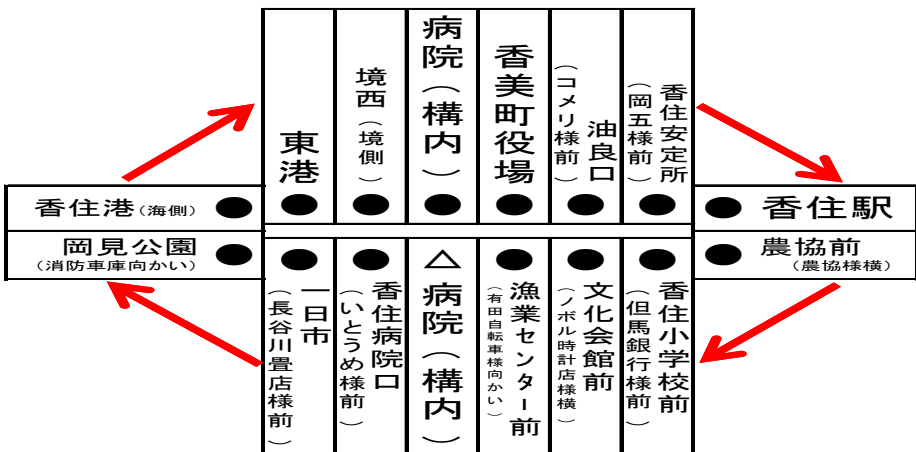 東港
境西(境側)
病院(構内)
香美町役場
油良口
(コメリ様前)
香住安定所
(岡五様前)
香住港(海側)
香住駅
岡見公園
(消防車庫向かい)
農協前
(農協様横)
一日市
(長谷川畳店様前)
香住病院口
(いとうめ様前)
病院(構内)
漁業センター前
(有田自転車様向かい)
文化会館前
(ノボル時計店様横)
香住小学校前
(但馬銀行様前)